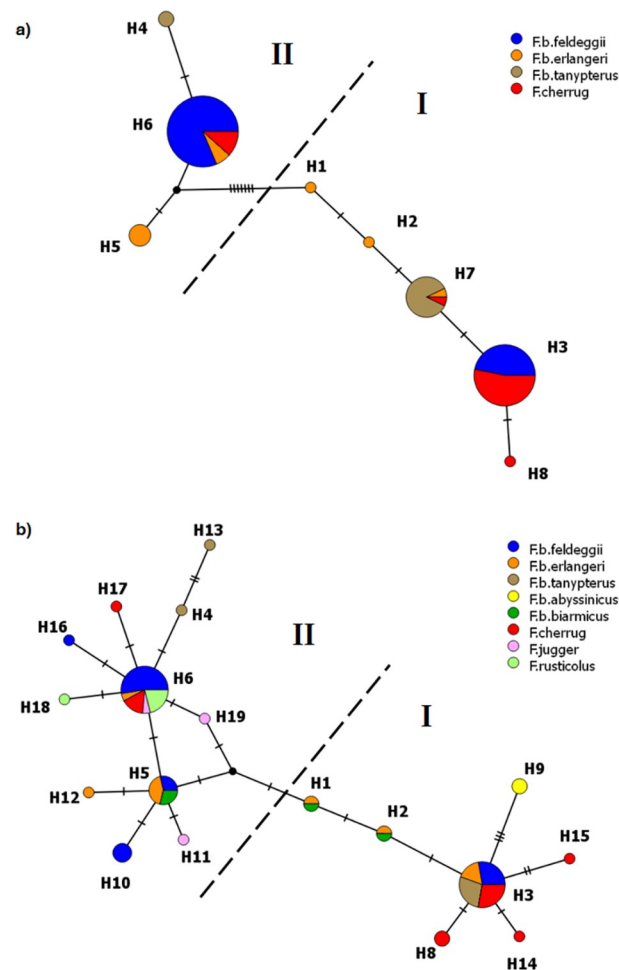 a)
H4
II
F.b.feldeggii
F.b.erlangeri
F.b.tanypterus
F.cherrug
I
H6
H1
H2
H5
H7
H3
H8
b)
H13
F.b.feldeggii
F.b.erlangeri
F.b.tanypterus
F.b.abyssinicus
F.b.biarmicus
F.cherrug
F.jugger
F.rusticolus
H17
H4
H16
II
H6
H18
H19
I
H5
H1
H12
H2
H9
H11
H15
H10
H3
H8
H14